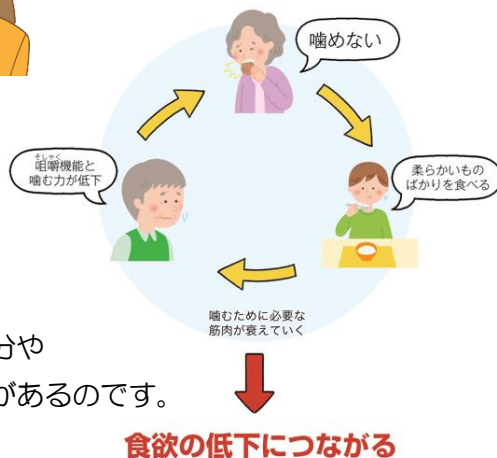 噛めない
柔らかいもの
ばかりを食べる
噛むために必要な
筋肉が衰えていく
そしゃく
咀嚼機能と
噛む力が低下
分や
があるのです。
食欲の低下につながる